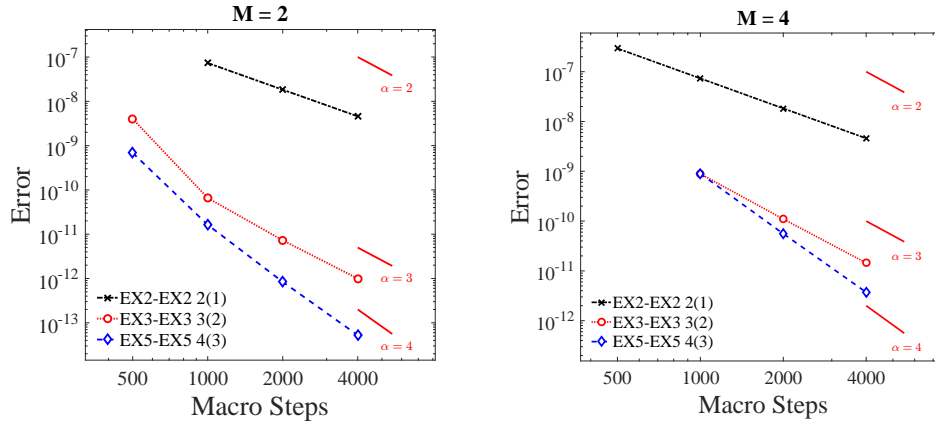 M = 2
Error
10^-7
10^-8
10^-9
10^-10
10^-11
10^-12
10^-13
α = 2
α = 3
α = 4
EX2-EX2 2(1)
EX3-EX3 3(2)
EX5-EX5 4(3)
500 1000 2000 4000
Macro Steps
M = 4
Error
10^-7
10^-8
10^-9
10^-10
10^-11
10^-12
α = 2
α = 3
α = 4
EX2-EX2 2(1)
EX3-EX3 3(2)
EX5-EX5 4(3)
500 1000 2000 4000
Macro Steps